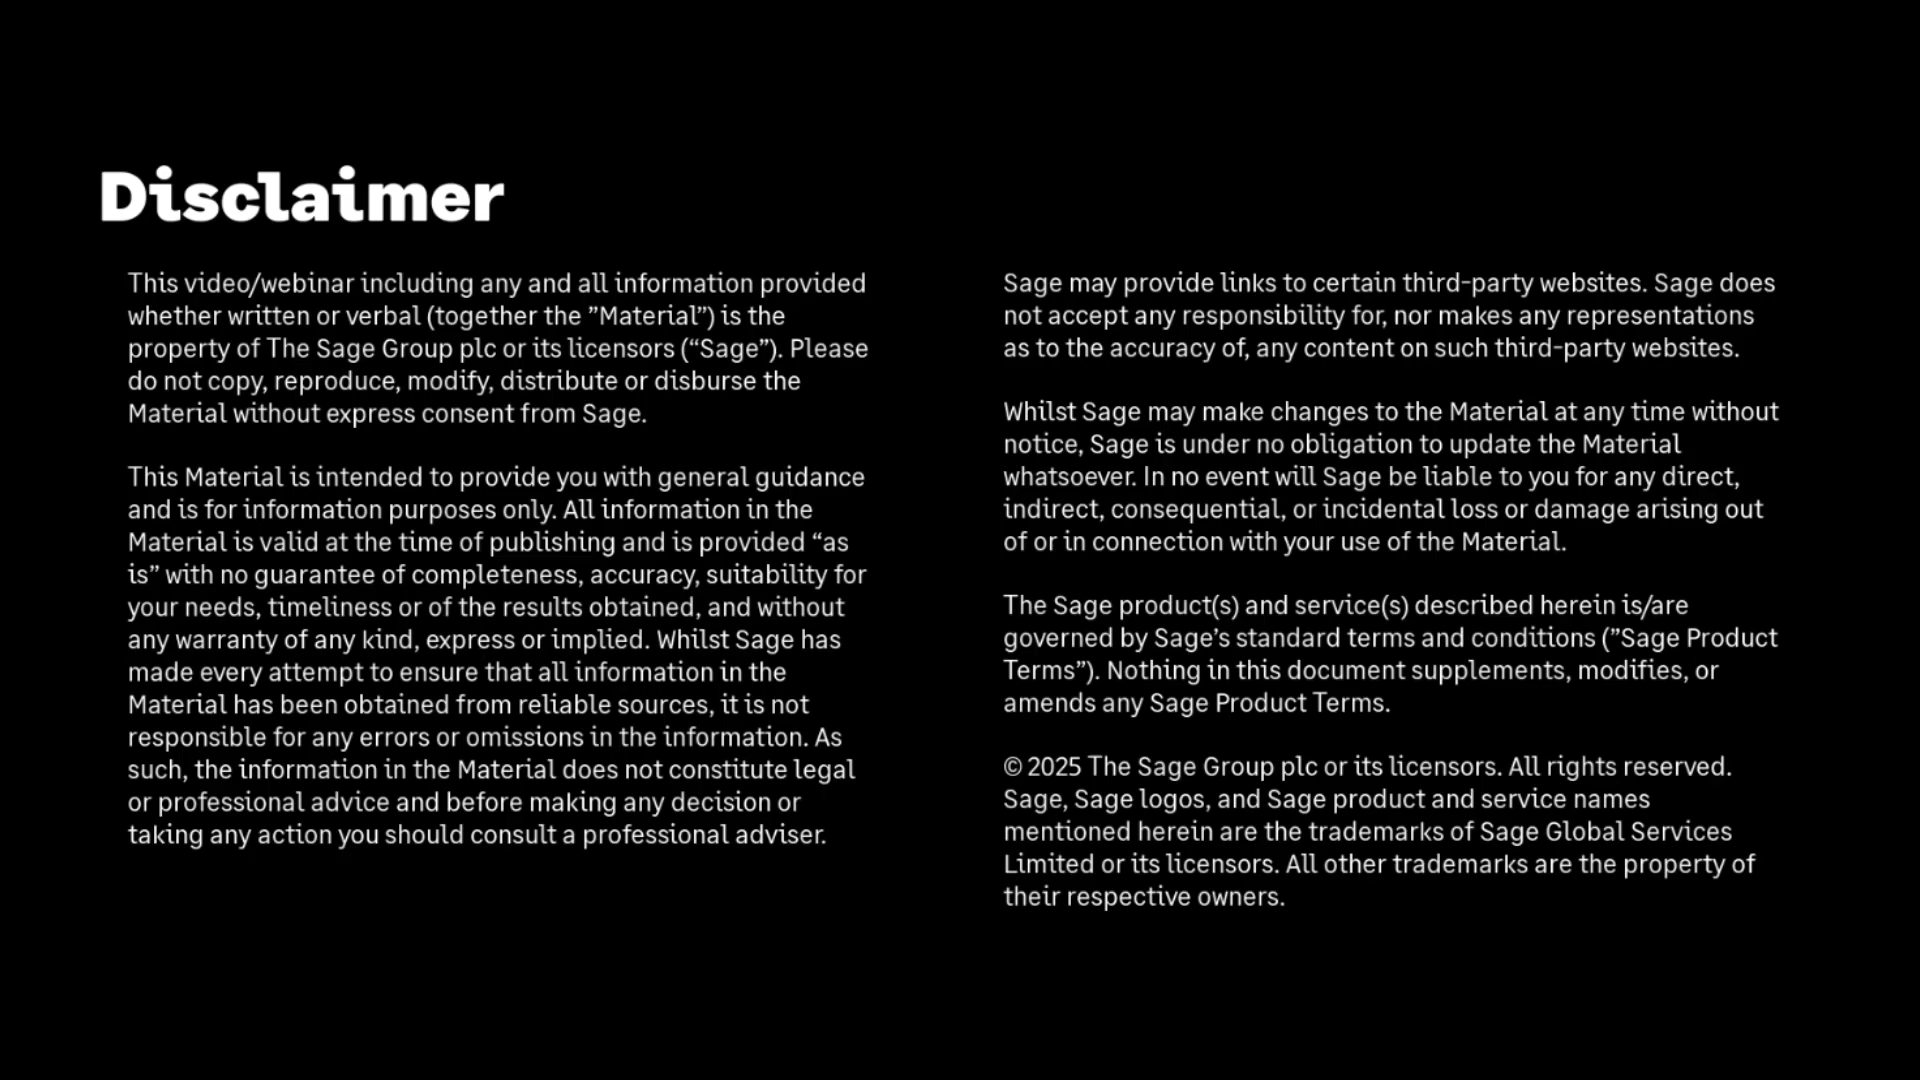 Disclaimer
This video/webinar including any and all information provided
whether written or verbal (together the ”Material”) is the
property of The Sage Group plc or its licensors (“Sage”). Please
do not copy, reproduce, modify, distribute or disburse the
Material without express consent from Sage.
This Material is intended to provide you with general guidance
and is for information purposes only. All information in the
Material is valid at the time of publishing and is provided “as
is” with no guarantee of completeness, accuracy, suitability for
your needs, timeliness or of the results obtained, and without
any warranty of any kind, express or implied. Whilst Sage has
made every attempt to ensure that all information in the
Material has been obtained from reliable sources, it is not
responsible for any errors or omissions in the information. As
such, the information in the Material does not constitute legal
or professional advice and before making any decision or
taking any action you should consult a professional adviser.
Sage may provide links to certain third-party websites. Sage does
not accept any responsibility for, nor makes any representations
as to the accuracy of, any content on such third-party websites.
Whilst Sage may make changes to the Material at any time without
notice, Sage is under no obligation to update the Material
whatsoever. In no event will Sage be liable to you for any direct,
indirect, consequential, or incidental loss or damage arising out
of or in connection with your use of the Material.
The Sage product(s) and service(s) described herein is/are
governed by Sage’s standard terms and conditions (”Sage Product
Terms”). Nothing in this document supplements, modifies, or
amends any Sage Product Terms.
© 2025 The Sage Group plc or its licensors. All rights reserved.
Sage, Sage logos, and Sage product and service names
mentioned herein are the trademarks of Sage Global Services
Limited or its licensors. All other trademarks are the property of
their respective owners.